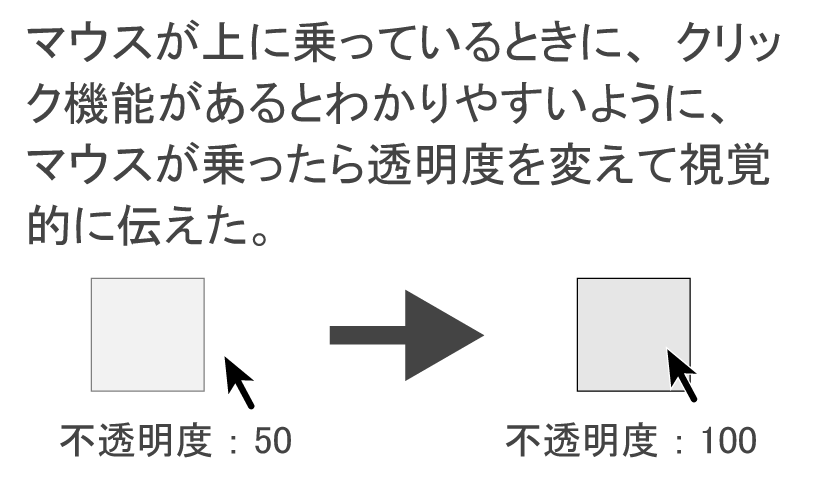 マウスが上に乗っているときに、クリッ
ク機能があるとわかりやすいように、
マウスが乗ったら透明度を変えて視覚
的に伝えた。
不透明度：50
不透明度：100